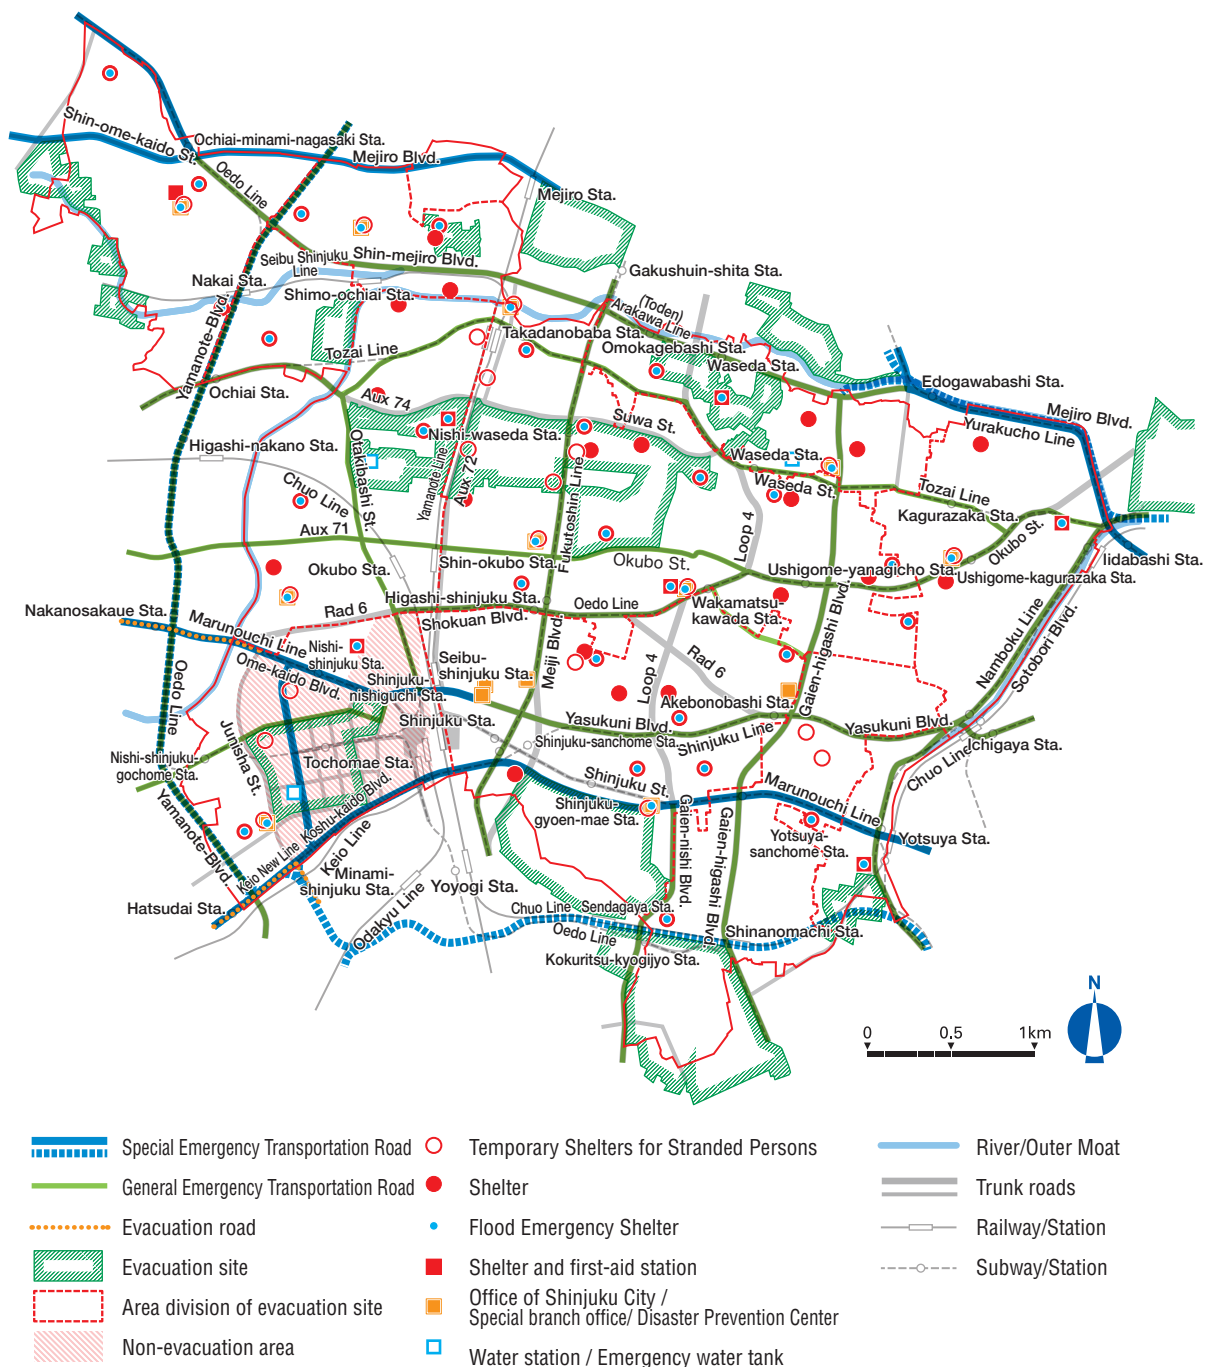 Shin-ome-kaido St.
Ochiai-minami-nagasaki Sta.
Mejiro Blvd.
Oedo Line
Mejiro Sta.
Seibu Shinjuku
Line
Shin-mejiro Blvd.
Gakushuin-shita Sta.
Nakai Sta.
Shimo-ochiai Sta.
(Toden)
Arakawa Line
Yamanote-Blvd.
Takadanobaba Sta.
Omokagebashi Sta.
Tozai Line
Waseda Sta.
Ochiai Sta.
Edogawabashi Sta.
Aux 74
Mejiro Blvd.
Yurakucho Line
Suwa St.
Otakibashi St.
Nishi-waseda Sta.
Higashi-nakano Sta.
Yamanote Line
Aux 72
Waseda Sta.
Waseda St.
Chuo Line
Fukutoshin Line
Tozai Line
Kagurazaka Sta.
Aux 71
Loop 4
Okubo St.
Iidabashi Sta.
Okubo Sta.
Shin-okubo Sta.
Okubo St.
Ushigome-yanagicho Sta.
Ushigome-kagurazaka Sta.
Nakanosakaue Sta.
Rad 6
Higashi-shinjuku Sta.
Oedo Line
Wakamatsu-
kawada Sta.
Shokuan Blvd.
Marunouchi Line
Nishi-
shinjuku Sta.
Ome-kaido Blvd.
Meiji Blvd.
Rad 6
Loop 4
Gaien-higashi Blvd.
Namboku Line
Sotobori Blvd.
Seibu-
shinjuku Sta.
Shinjuku-
nishiguchi Sta.
Oedo Line
Akebonobashi Sta.
Junisha St.
Shinjuku Sta.
Yasukuni Blvd.
Yasukuni Blvd.
Shinjuku-sanchome Sta.
Shinjuku Line
Ichigaya Sta.
Nishi-shinjuku-
gochome Sta.
Tochomae Sta.
Chuo Line
Shinjuku St.
Marunouchi Line
Yamanote-Blvd.
Koshu-kaido Blvd.
Shinjuku-
gyoen-mae Sta.
Gaien-nishi Blvd.
Gaien-higashi Blvd.
Yotsuya-
sanchome Sta.
Yotsuya Sta.
Keio New Line
Keio Line
Minami-
shinjuku Sta.
Yoyogi Sta.
Hatsudai Sta.
Odakyu Line
Chuo Line
Sendagaya Sta.
Oedo Line
Shinanomachi Sta.
Kokuritsu-kyogijyo Sta.
N
0 0.5 1km
Special Emergency Transportation Road
General Emergency Transportation Road
Evacuation road
Evacuation site
Area division of evacuation site
Non-evacuation area
Temporary Shelters for Stranded Persons
Shelter
Flood Emergency Shelter
Shelter and first-aid station
Office of Shinjuku City /
Special branch office/ Disaster Prevention Center
Water station / Emergency water tank
River/Outer Moat
Trunk roads
Railway/Station
Subway/Station